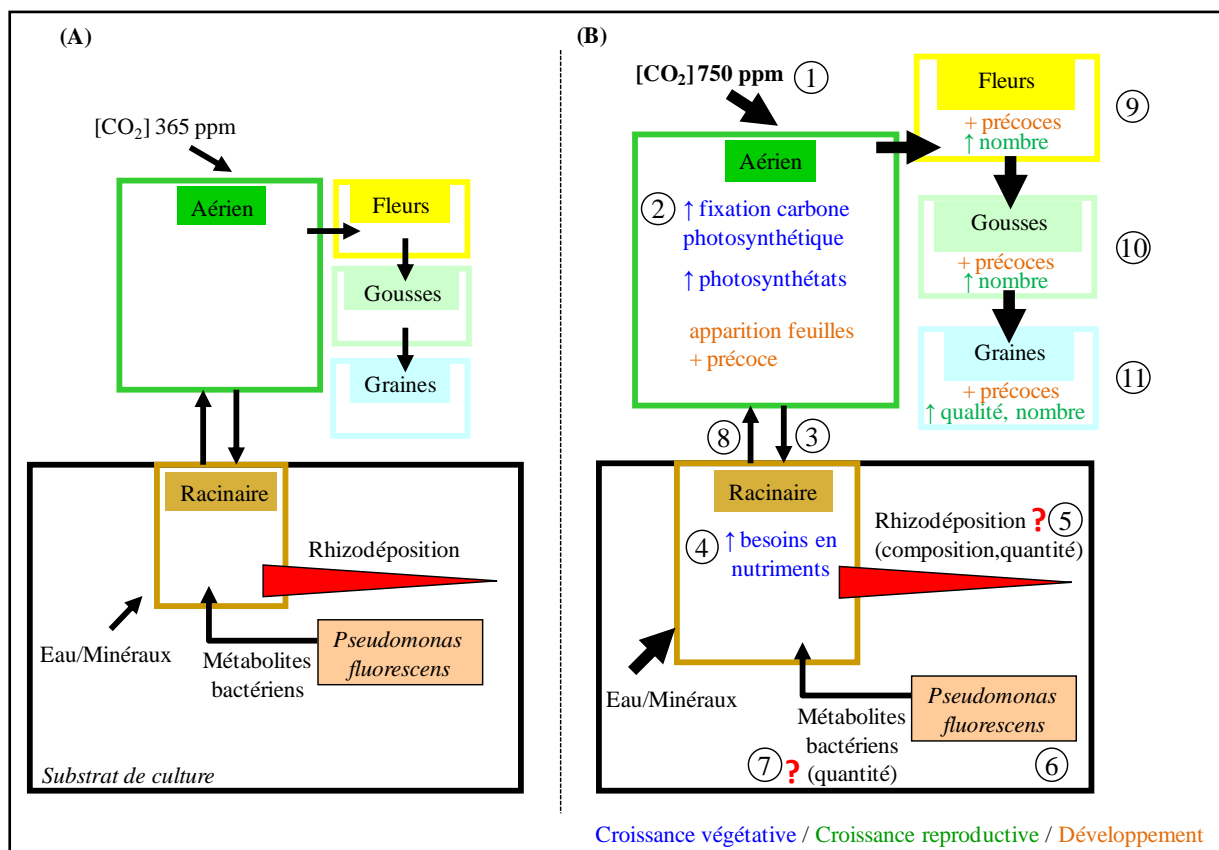 (A)
[CO₂] 365 ppm
Aérien
Fleurs
Gousses
Graines
Racinaire
Rhizodéposition
Eau/Minéraux
Métabolites
bactériens
Pseudomonas
fluorescens
Substrat de culture
(B)
[CO₂] 750 ppm ①
Aérien
② ↑ fixation carbone
photosynthétique
↑ photosynthétats
apparition feuilles
+ précoce
Fleurs
+ précoces
↑ nombre
⑨
Gousses
+ précoces
↑ nombre
⑩
Graines
+ précoces
↑ qualité, nombre
⑪
⑧ ③
Racinaire
④ ↑ besoins en
nutriments
Rhizodéposition ? ⑤
(composition,quantité)
Eau/Minéraux
Métabolites
bactériens
⑦ ? (quantité)
Pseudomonas
fluorescens
⑥
Croissance végétative / Croissance reproductive / Développement